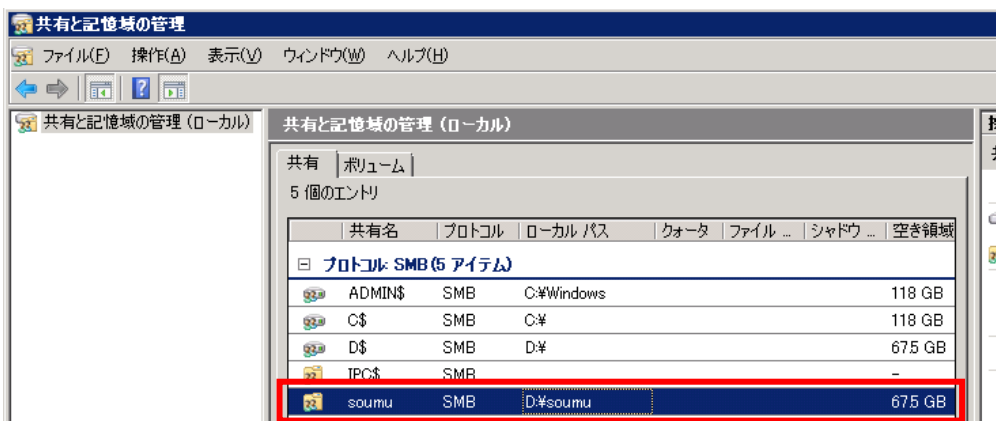 共有と記憶域の管理
ファイル(F) 操作(A) 表示(V) ウィンドウ(W) ヘルプ(H)
共有と記憶域の管理 (ローカル)
共有と記憶域の管理 (ローカル)
共有 ボリューム
5 個のエントリ
共有名 プロトコル ローカル パス クォータ ファイル ... シャドウ ... 空き領域
プロトコル: SMB (5 アイテム)
ADMIN$ SMB C:¥Windows 118 GB
C$ SMB C:¥ 118 GB
D$ SMB D:¥ 67.5 GB
IPC$ SMB -
soumu SMB D:¥soumu 67.5 GB